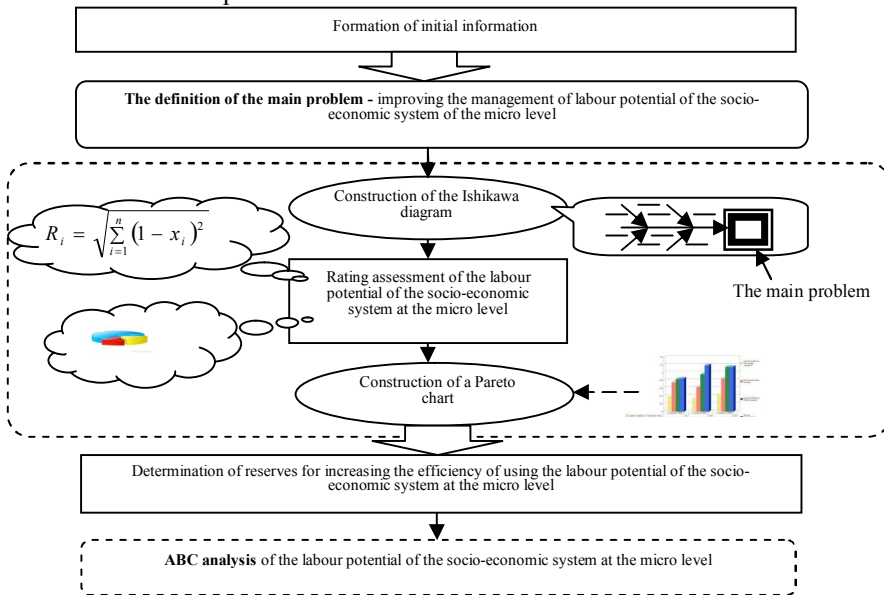 Formation of initial information
The definition of the main problem - improving the management of labour potential of the socio-
economic system of the micro level
Construction of the Ishikawa
diagram
R_i = \sqrt{\sum_{i=1}^{n} (1 - x_i)^2}
The main problem
Rating assessment of the labour
potential of the socio-economic
system at the micro level
Construction of a Pareto
chart
Determination of reserves for increasing the efficiency of using the labour potential of the socio-
economic system at the micro level
ABC analysis of the labour potential of the socio-economic system at the micro level